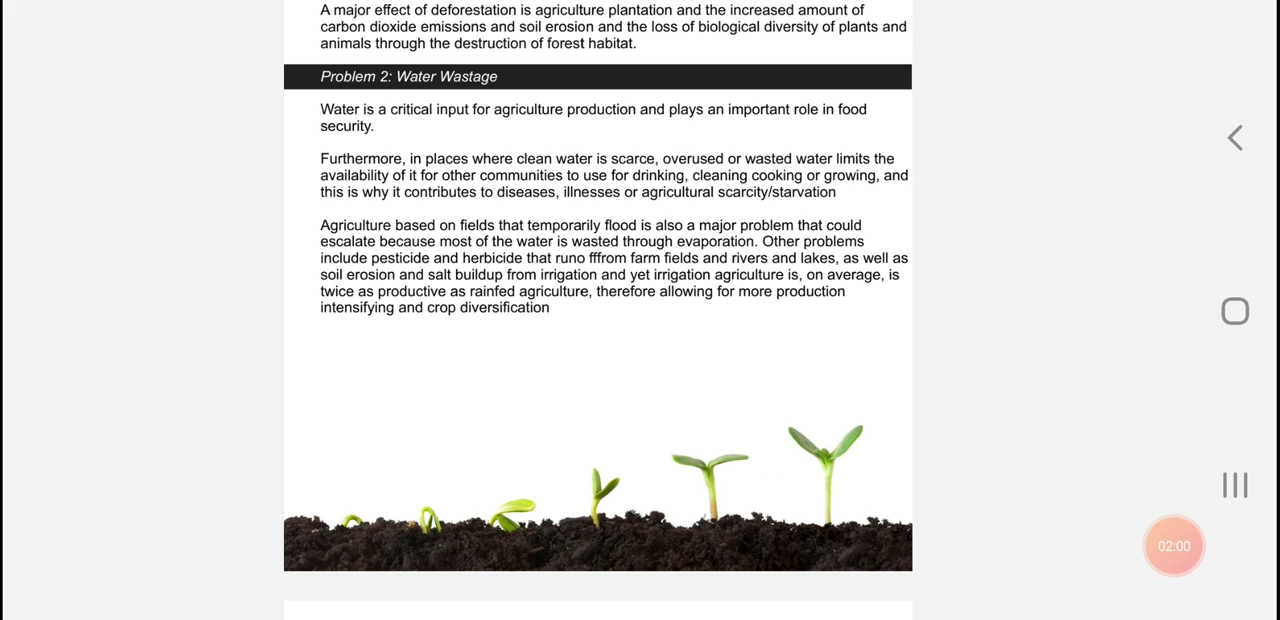 A major effect of deforestation is agriculture plantation and the increased amount of
carbon dioxide emissions and soil erosion and the loss of biological diversity of plants and
animals through the destruction of forest habitat.
Problem 2: Water Wastage
Water is a critical input for agriculture production and plays an important role in food
security.
Furthermore, in places where clean water is scarce, overused or wasted water limits the
availability of it for other communities to use for drinking, cleaning cooking or growing, and
this is why it contributes to diseases, illnesses or agricultural scarcity/starvation
Agriculture based on fields that temporarily flood is also a major problem that could
escalate because most of the water is wasted through evaporation. Other problems
include pesticide and herbicide that runo fffrom farm fields and rivers and lakes, as well as
soil erosion and salt buildup from irrigation and yet irrigation agriculture is, on average, is
twice as productive as rainfed agriculture, therefore allowing for more production
intensifying and crop diversification
02:00